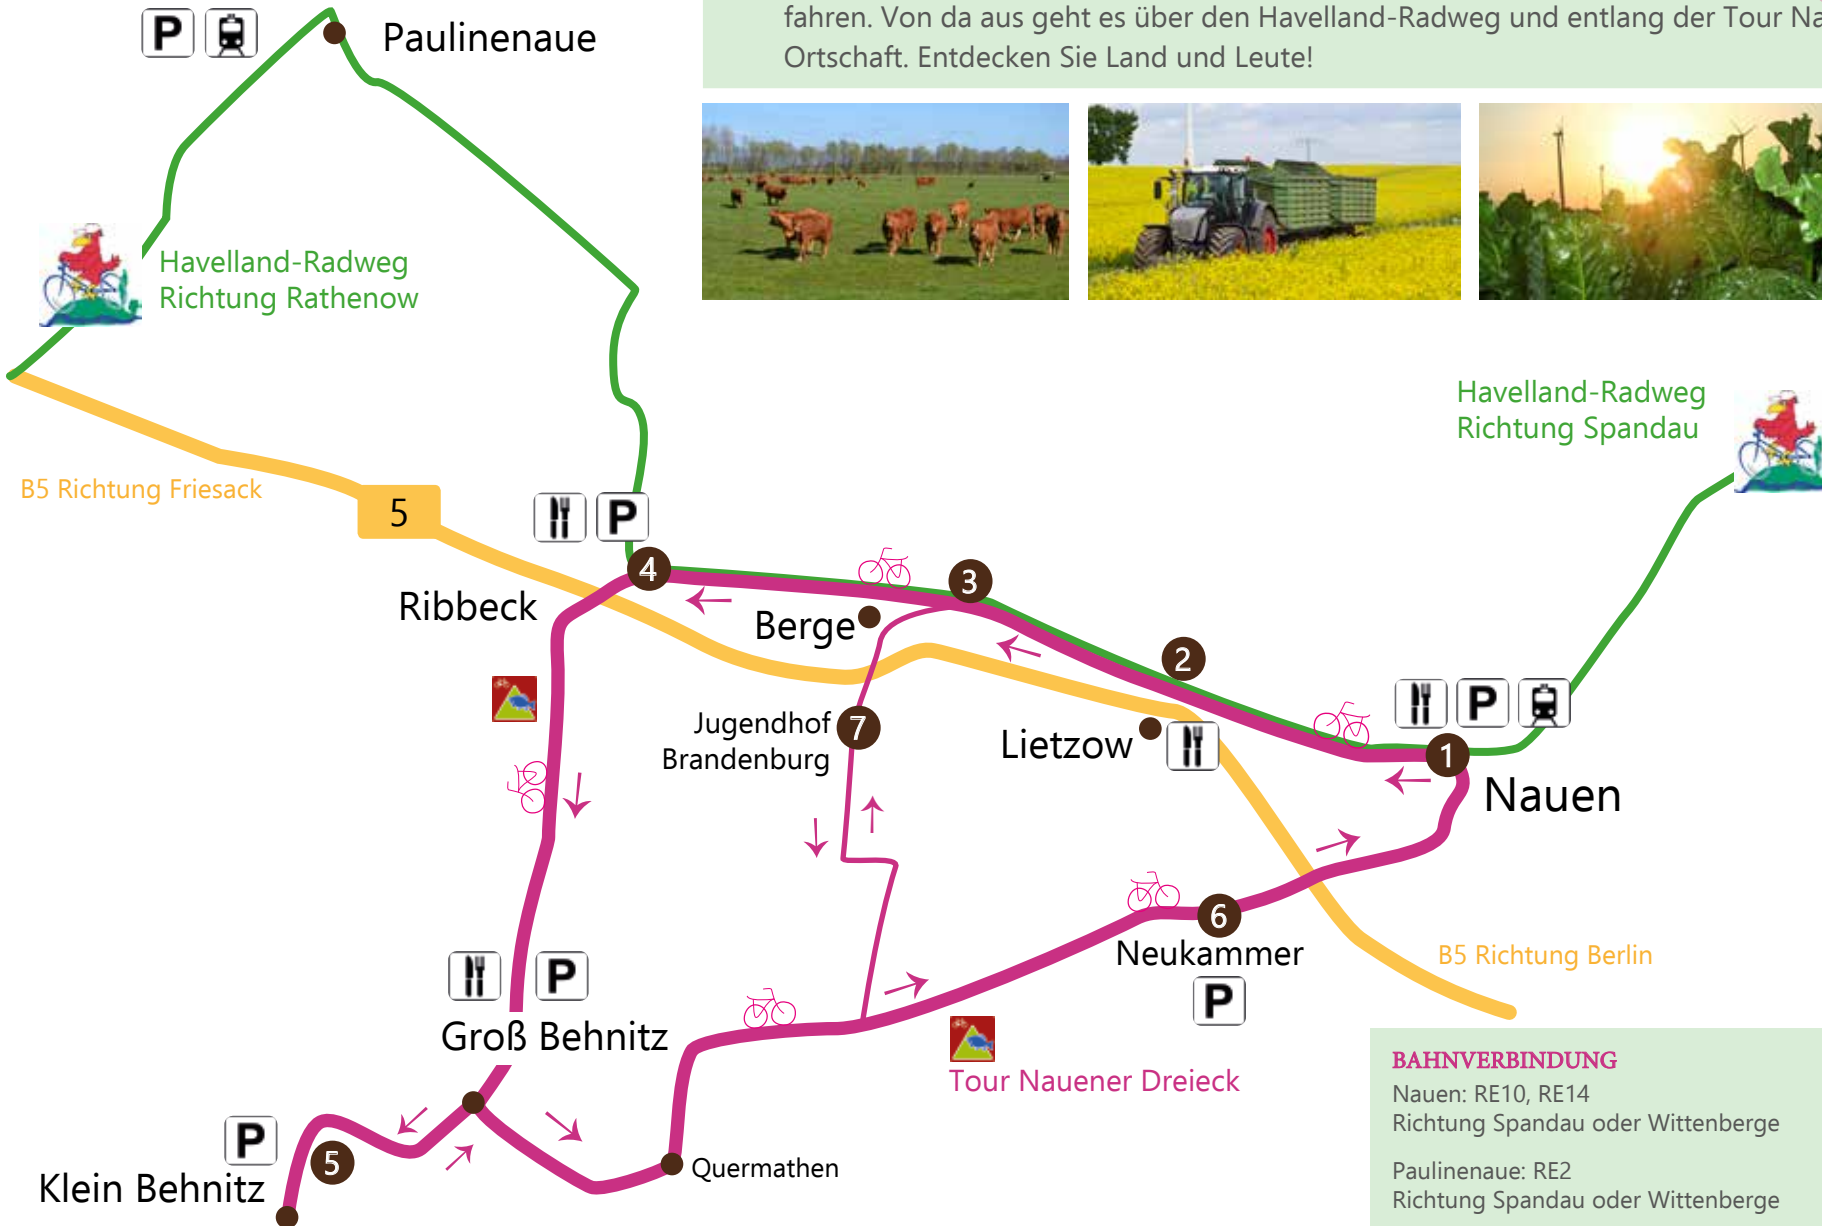 fahren. Von da aus geht es über den Havelland-Radweg und entlang der Tour Na
Ortschaft. Entdecken Sie Land und Leute!
P
Paulinenaue
Havelland-Radweg
Richtung Rathenow
Havelland-Radweg
Richtung Spandau
B5 Richtung Friesack
5
P
4
3
Ribbeck
Berge
2
P
Jugendhof
Brandenburg
7
Lietzow
1
Nauen
6
Neukammer
P
B5 Richtung Berlin
P
Groß Behnitz
Tour Nauener Dreieck
P
5
Klein Behnitz
Quermathen
BAHNVERBINDUNG
Nauen: RE10, RE14
Richtung Spandau oder Wittenberge
Paulinenaue: RE2
Richtung Spandau oder Wittenberge